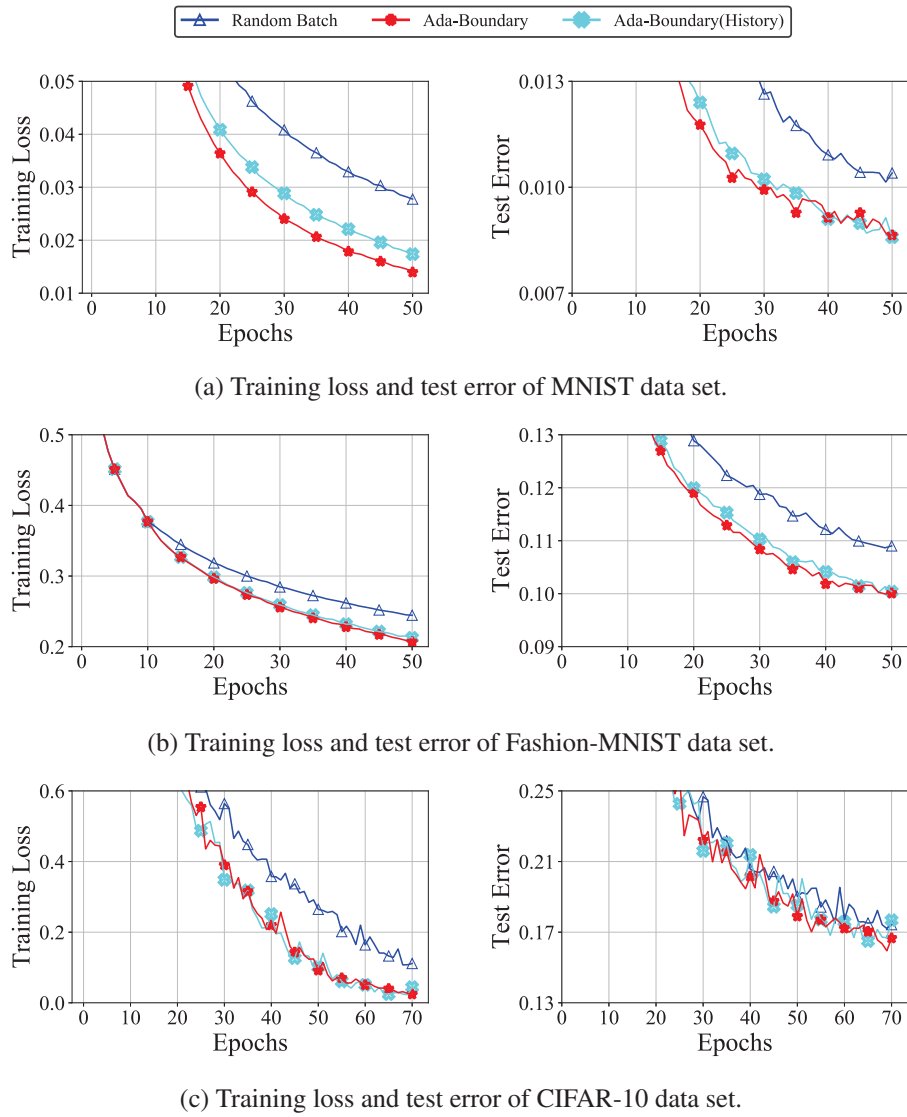 Random Batch Ada-Boundary Ada-Boundary(History)
0.05 0.04 0.03 0.02 0.01
Training Loss
0 10 20 30 40 50
Epochs
0.013 0.010 0.007
Test Error
0 10 20 30 40 50
Epochs
(a) Training loss and test error of MNIST data set.
0.5 0.4 0.3 0.2
Training Loss
0 10 20 30 40 50
Epochs
0.13 0.12 0.11 0.10 0.09
Test Error
0 10 20 30 40 50
Epochs
(b) Training loss and test error of Fashion-MNIST data set.
0.6 0.4 0.2 0.0
Training Loss
0 10 20 30 40 50 60 70
Epochs
0.25 0.21 0.17 0.13
Test Error
0 10 20 30 40 50 60 70
Epochs
(c) Training loss and test error of CIFAR-10 data set.